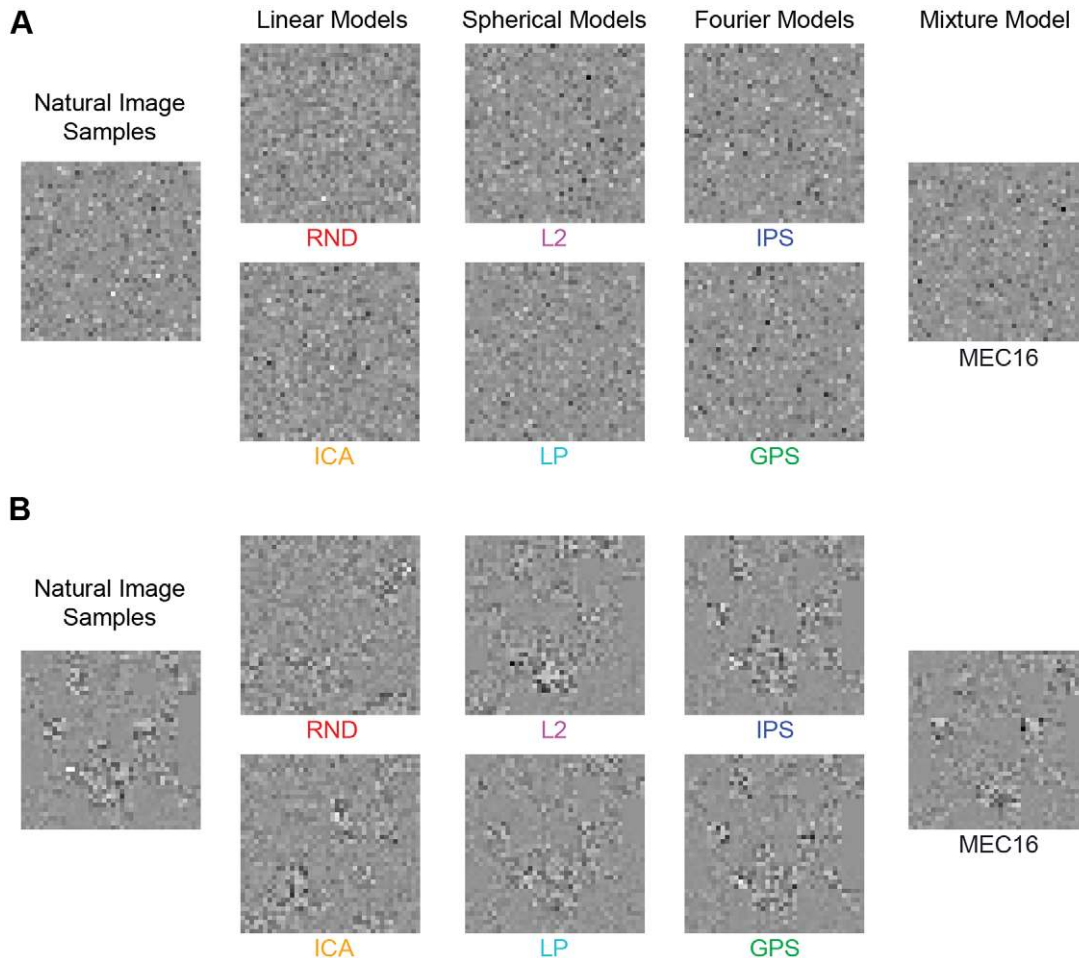 A
Linear Models
Spherical Models
Fourier Models
Mixture Model
Natural Image
Samples
RND
L2
IPS
MEC16
ICA
LP
GPS
B
Natural Image
Samples
RND
L2
IPS
MEC16
ICA
LP
GPS